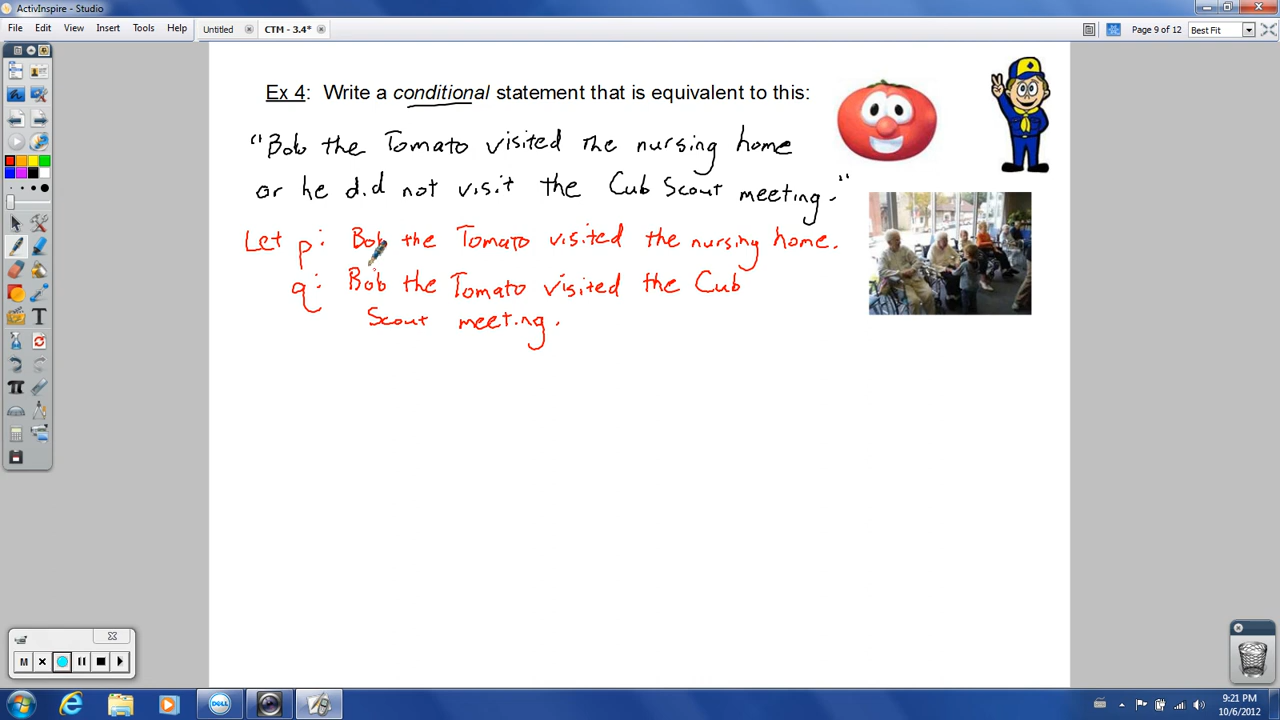 ActivInspire - Studio
File Edit View Insert Tools Help
Untitled
CTM - 3.4*
Page 9 of 12
Best Fit
Ex 4: Write a conditional statement that is equivalent to this:
"Bob the Tomato visited the nursing home
or he did not visit the Cub Scout meeting."
Let p: Bob the Tomato visited the nursing home.
q: Bob the Tomato visited the Cub
Scout meeting.
M
DELL
9:21 PM
10/6/2012